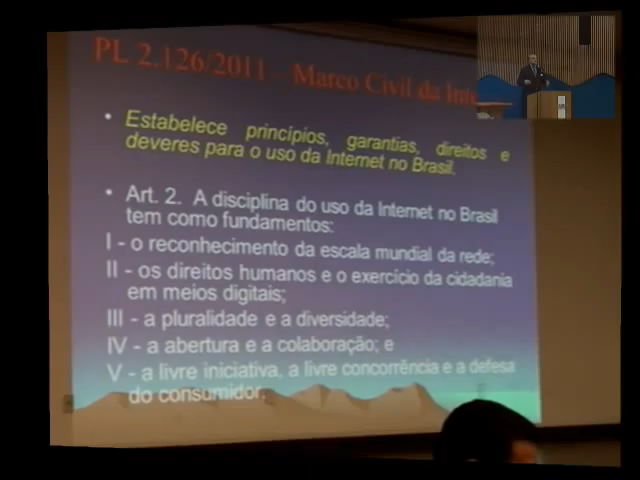 PL 2.126/2011 - Marco Civil da Inte
• Estabelece princípios, garantias, direitos e
deveres para o uso da Internet no Brasil.
• Art. 2. A disciplina do uso da Internet no Brasil
tem como fundamentos:
I - o reconhecimento da escala mundial da rede;
II - os direitos humanos e o exercício da cidadania
em meios digitais;
III - a pluralidade e a diversidade;
IV - a abertura e a colaboração; e
V - a livre iniciativa, a livre concorrência e a defesa
do consumidor.